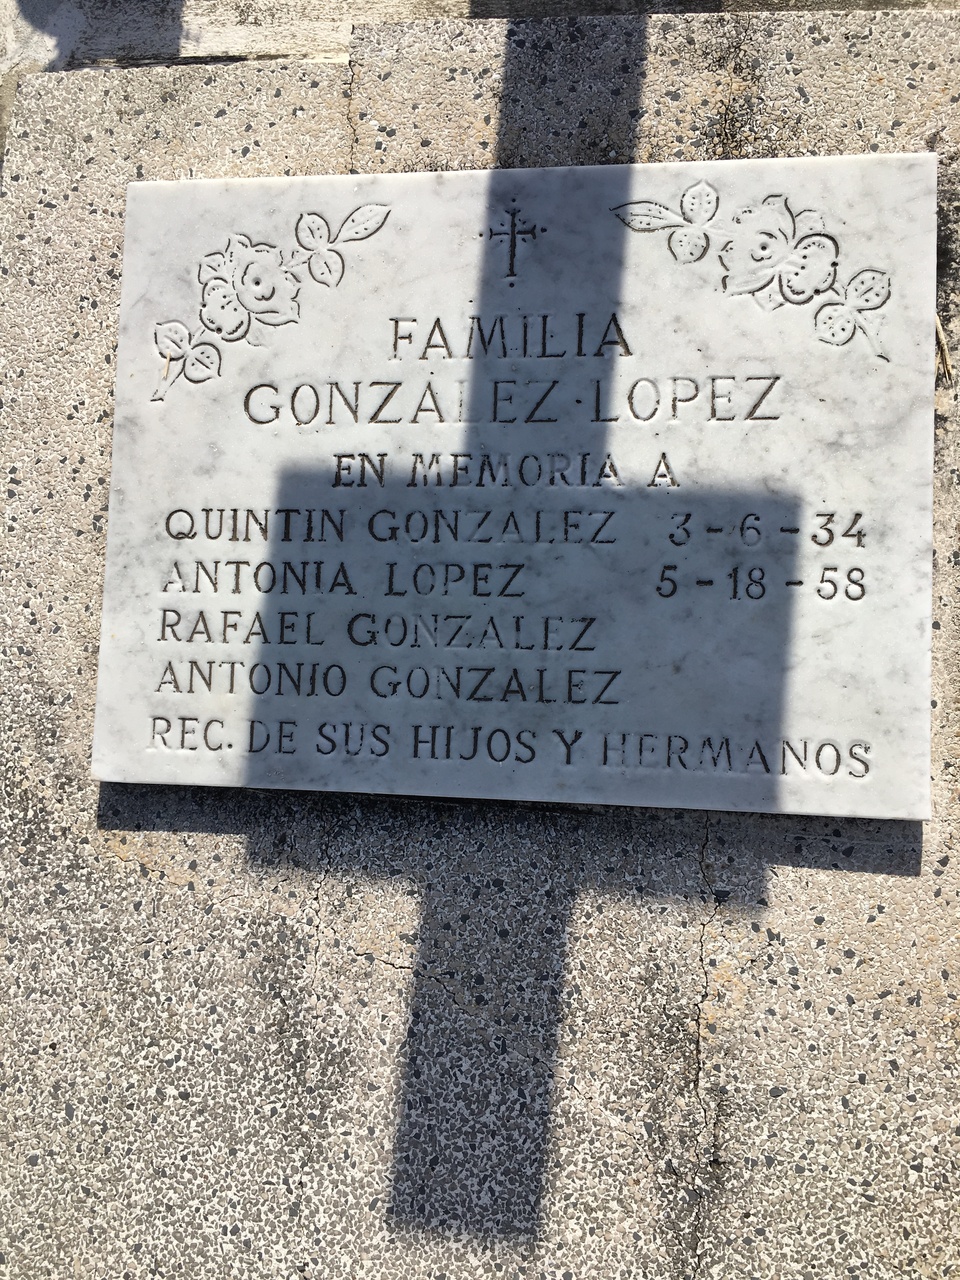 FAMILIA
GONZALEZ·LOPEZ
EN MEMORIA A
QUINTIN GONZALEZ 3-6-34
ANTONIA LOPEZ 5-18-58
RAFAEL GONZALEZ
ANTONIO GONZALEZ
REC. DE SUS HIJOS Y HERMANOS